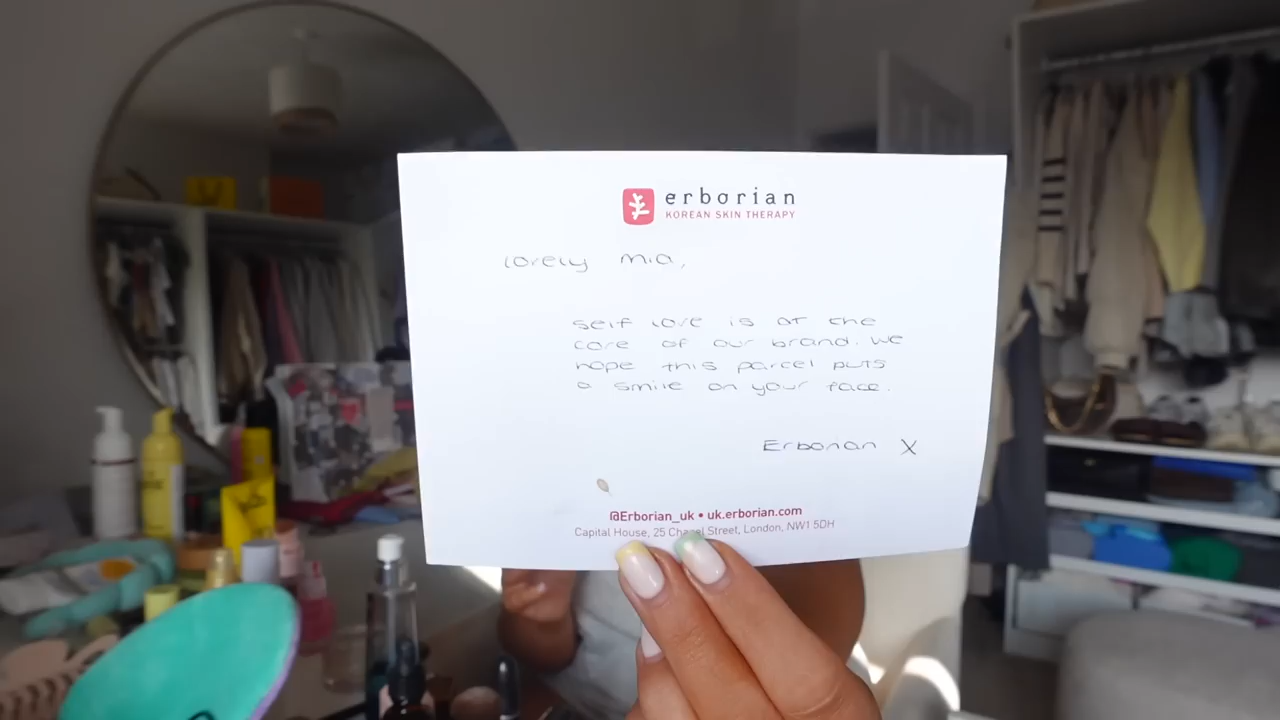 erborian
KOREAN SKIN THERAPY
Lovely Mia,
self love is at the
core of our brand. We
hope this parcel puts
a smile on your face.
Erborian X
@Erborian_uk • uk.erborian.com
Capital House, 25 Chapel Street, London, NW1 5DH